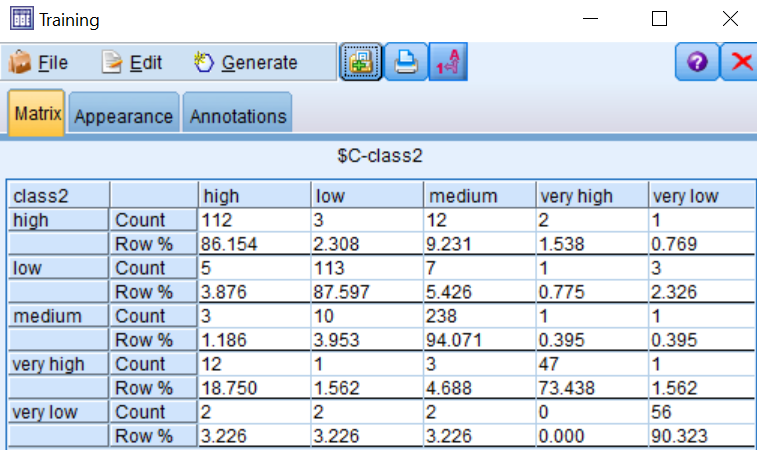 Training
File Edit Generate
Matrix Appearance Annotations
$C-class2
class2 high low medium very high very low
high Count 112 3 12 2 1
Row % 86.154 2.308 9.231 1.538 0.769
low Count 5 113 7 1 3
Row % 3.876 87.597 5.426 0.775 2.326
medium Count 3 10 238 1 1
Row % 1.186 3.953 94.071 0.395 0.395
very high Count 12 1 3 47 1
Row % 18.750 1.562 4.688 73.438 1.562
very low Count 2 2 2 0 56
Row % 3.226 3.226 3.226 0.000 90.323